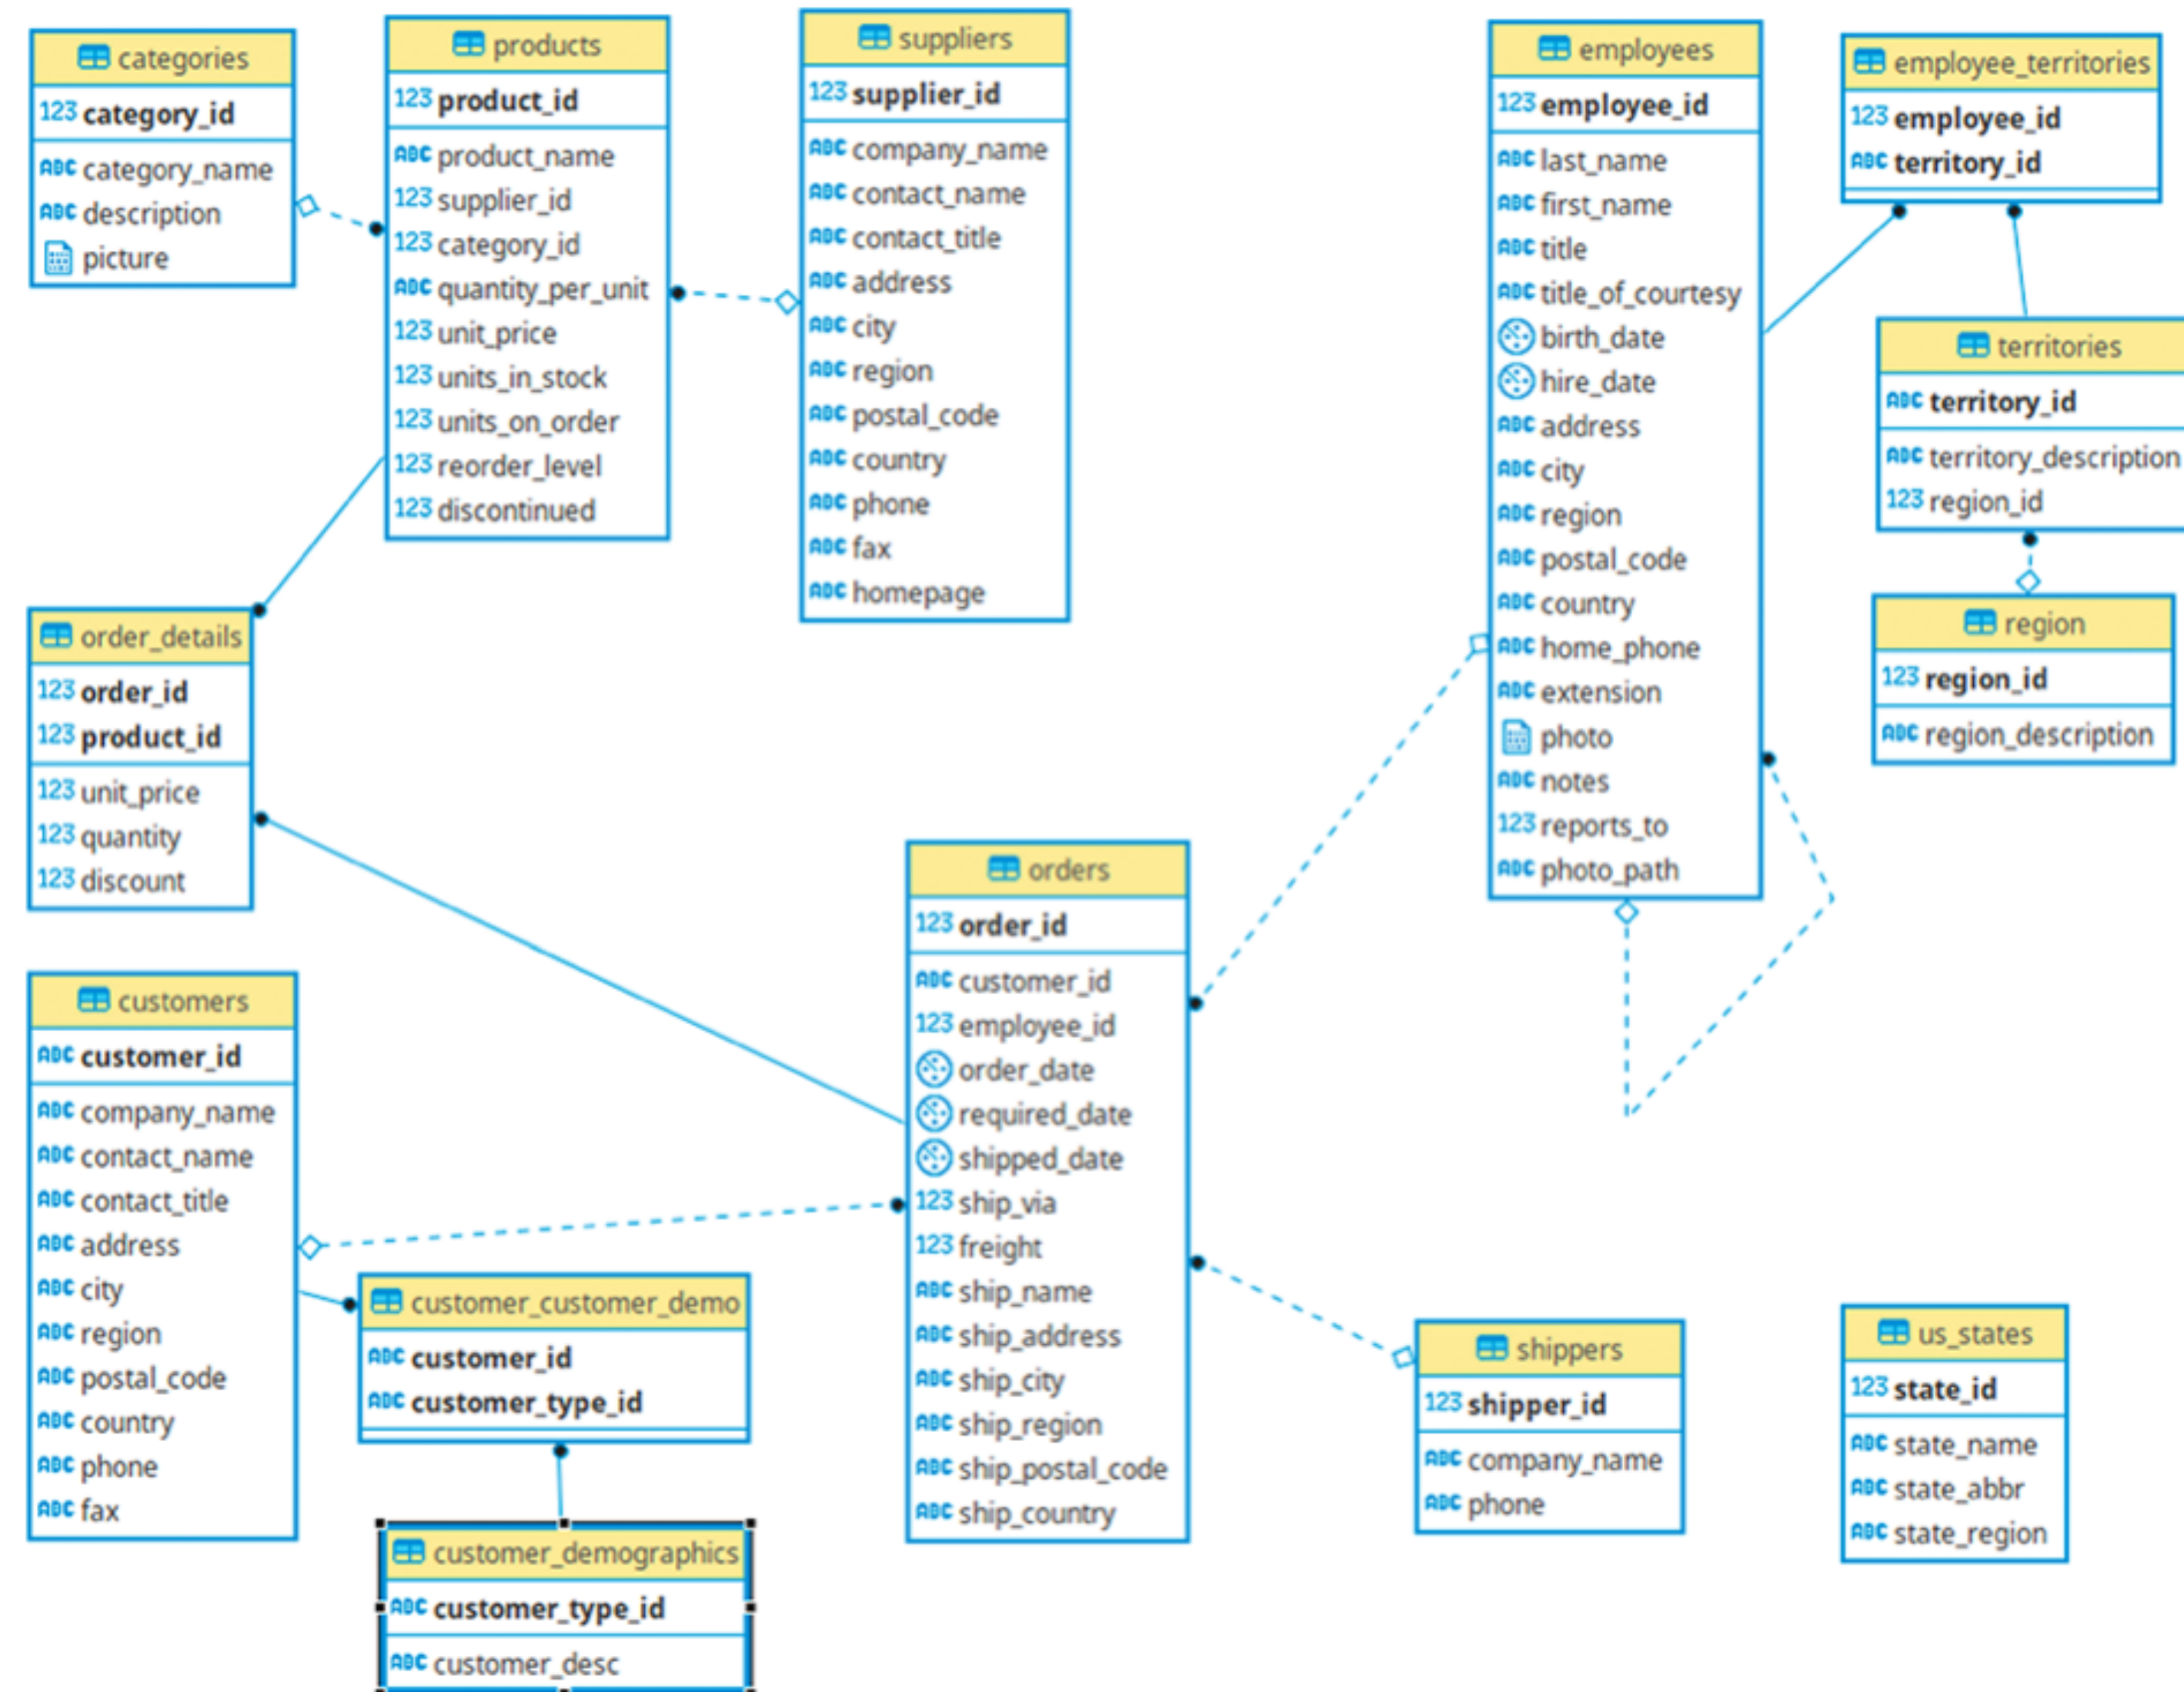 categories
123 category_id
ABC category_name
ABC description
picture
products
123 product_id
ABC product_name
123 supplier_id
123 category_id
ABC quantity_per_unit
123 unit_price
123 units_in_stock
123 units_on_order
123 reorder_level
123 discontinued
suppliers
123 supplier_id
ABC company_name
ABC contact_name
ABC contact_title
ABC address
ABC city
ABC region
ABC postal_code
ABC country
ABC phone
ABC fax
ABC homepage
employees
123 employee_id
ABC last_name
ABC first_name
ABC title
ABC title_of_courtesy
birth_date
hire_date
ABC address
ABC city
ABC region
ABC postal_code
ABC country
ABC home_phone
ABC extension
photo
ABC notes
123 reports_to
ABC photo_path
employee_territories
123 employee_id
ABC territory_id
territories
ABC territory_id
ABC territory_description
123 region_id
region
123 region_id
ABC region_description
order_details
123 order_id
123 product_id
123 unit_price
123 quantity
123 discount
orders
123 order_id
ABC customer_id
123 employee_id
order_date
required_date
shipped_date
123 ship_via
123 freight
ABC ship_name
ABC ship_address
ABC ship_city
ABC ship_region
ABC ship_postal_code
ABC ship_country
customers
ABC customer_id
ABC company_name
ABC contact_name
ABC contact_title
ABC address
ABC city
ABC region
ABC postal_code
ABC country
ABC phone
ABC fax
customer_customer_demo
ABC customer_id
ABC customer_type_id
customer_demographics
ABC customer_type_id
ABC customer_desc
shippers
123 shipper_id
ABC company_name
ABC phone
us_states
123 state_id
ABC state_name
ABC state_abbr
ABC state_region